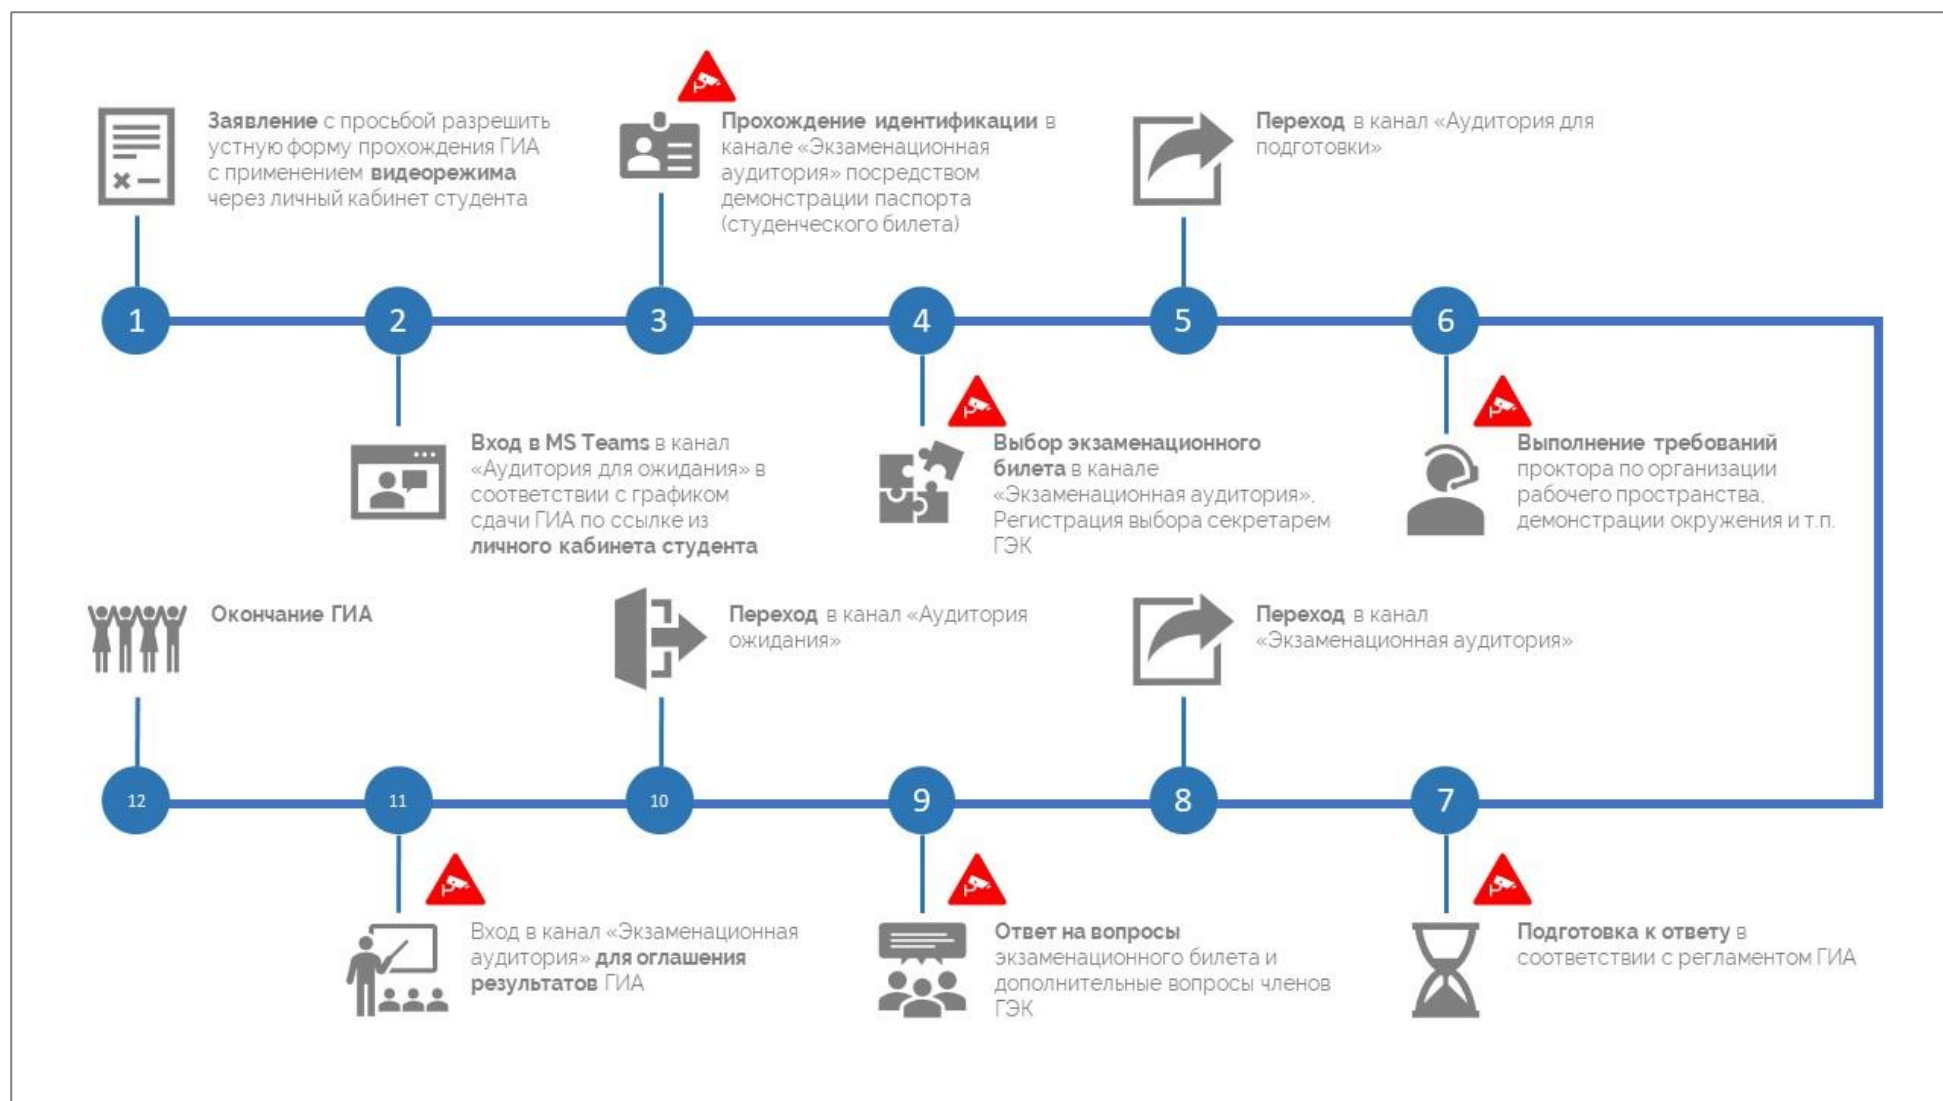 Заявление с просьбой разрешить
устную форму прохождения ГИА
с применением видеорежима
через личный кабинет студента
Прохождение идентификации в
канале «Экзаменационная
аудитория» посредством
демонстрации паспорта
(студенческого билета)
Переход в канал «Аудитория для
подготовки»
1
2
3
4
5
6
Вход в MS Teams в канал
«Аудитория для ожидания» в
соответствии с графиком
сдачи ГИА по ссылке из
личного кабинета студента
Выбор экзаменационного
билета в канале
«Экзаменационная аудитория».
Регистрация выбора секретарем
ГЭК
Выполнение требований
проктора по организации
рабочего пространства,
демонстрации окружения и т.п.
Окончание ГИА
Переход в канал «Аудитория
ожидания»
Переход в канал
«Экзаменационная аудитория»
12
11
10
9
8
7
Вход в канал «Экзаменационная
аудитория» для оглашения
результатов ГИА
Ответ на вопросы
экзаменационного билета и
дополнительные вопросы членов
ГЭК
Подготовка к ответу в
соответствии с регламентом ГИА